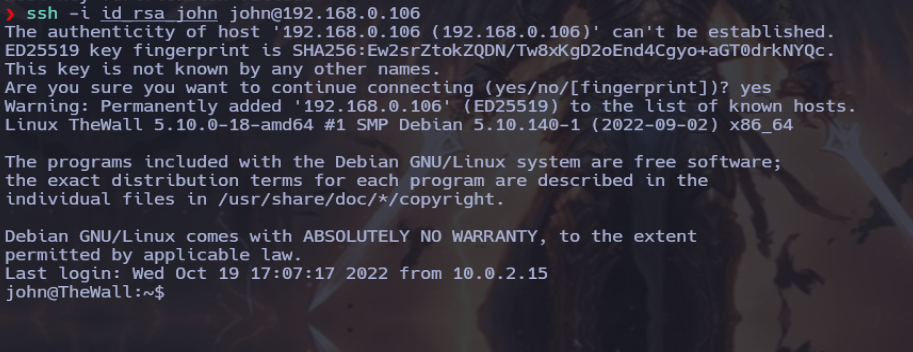 ❯ ssh -i id_rsa_john john@192.168.0.106
The authenticity of host '192.168.0.106 (192.168.0.106)' can't be established.
ED25519 key fingerprint is SHA256:Ew2srZtokZQDN/Tw8xKgD2oEnd4Cgyo+aGT0drkNYQc.
This key is not known by any other names.
Are you sure you want to continue connecting (yes/no/[fingerprint])? yes
Warning: Permanently added '192.168.0.106' (ED25519) to the list of known hosts.
Linux TheWall 5.10.0-18-amd64 #1 SMP Debian 5.10.140-1 (2022-09-02) x86_64
The programs included with the Debian GNU/Linux system are free software;
the exact distribution terms for each program are described in the
individual files in /usr/share/doc/*/copyright.
Debian GNU/Linux comes with ABSOLUTELY NO WARRANTY, to the extent
permitted by applicable law.
Last login: Wed Oct 19 17:07:17 2022 from 10.0.2.15
john@TheWall:~$